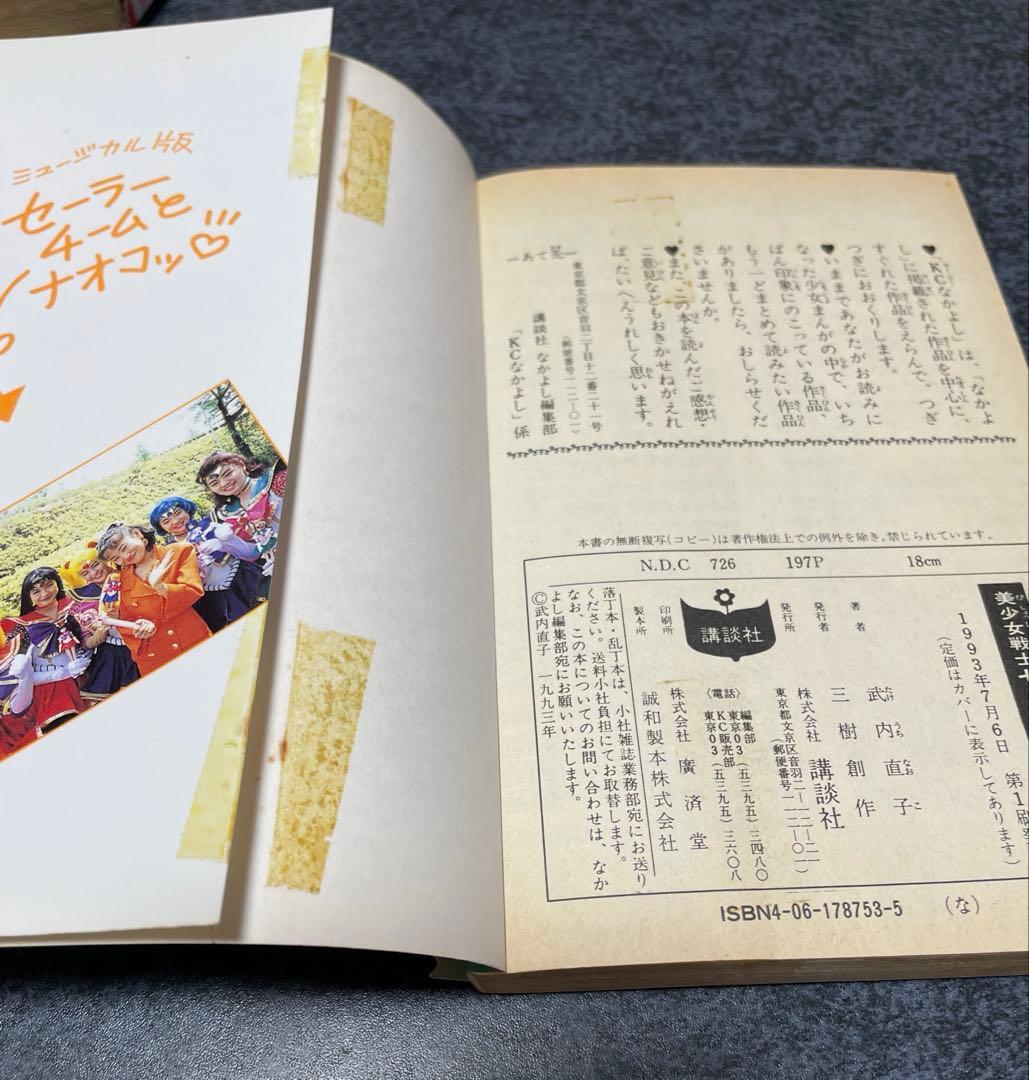 ミュージカル版
セーラー
チームと
ナオコッ♡
♥「KCなかよし」は、「なかよ
し」に掲載された作品を中心に、
すぐれた作品をえらんで、つぎ
つぎにおおくりします。
♥いままであなたがお読みに
なった少女まんがの中で、いち
ばん印象にのこっている作品、
もう一どまとめて読みたい作品
がありましたら、おしらせくだ
さいませんか。
♥また、この本を読んだご感想・
ご意見などもおきかせねがえれ
ば、たいへんうれしく思います。
東京都文京区音羽二丁目十二番二十一号
(郵便番号一一二-〇一)
講談社 なかよし編集部
「KCなかよし」係
―あて先―
本書の無断複写(コピー)は著作権法上での例外を除き,禁じられています。
N.D.C 726 197P 18cm
美少女戦士セ
1993年7月6日 第1刷発
(定価はカバーに表示してあります)
著者 武内直子
発行者 三樹創作
発行所 株式会社 講談社
東京都文京区音羽二-一二-二一
(郵便番号一一二-〇一)
〈電話〉 編集部 東京03(五三九五)三四八〇
KC販売部 東京03(五三九五)三六〇八
講談社
印刷所 株式会社 廣済堂
製本所 誠和製本株式会社
落丁本・乱丁本は、小社雑誌業務部宛にお送り
ください。送料小社負担にてお取替します。
なお、この本についてのお問い合わせは、なか
よし編集部宛にお願いいたします。
©武内直子 一九九三年
ISBN4-06-178753-5 (な)